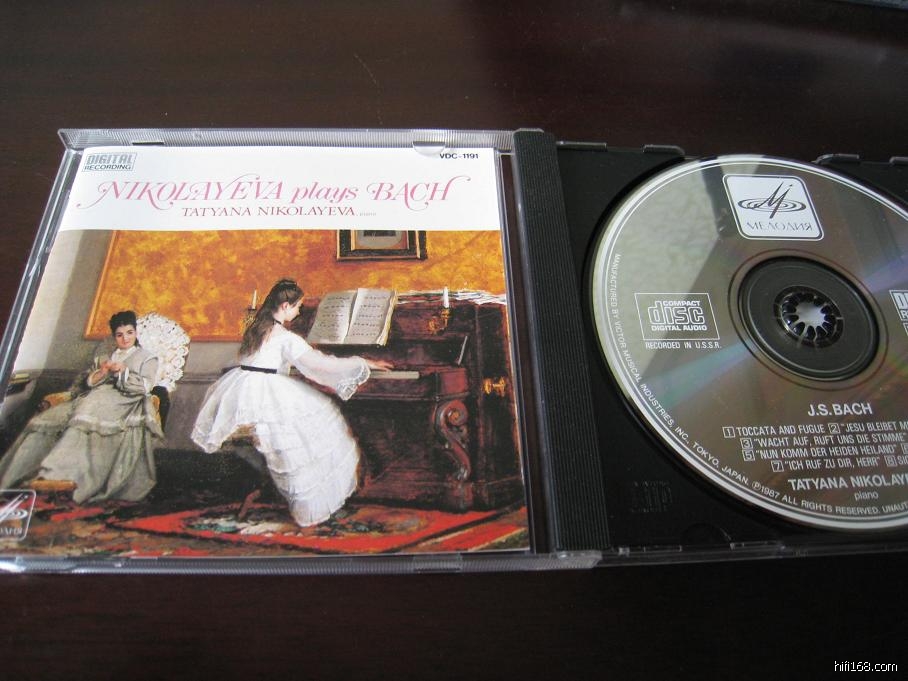 DIGITAL
RECORDING
VDC-1191
NIKOLAYEVA plays BACH
TATYANA NIKOLAYEVA, piano
МЕЛОДИЯ
COMPACT
disc
DIGITAL AUDIO
RECORDED IN U.S.S.R.
J.S.BACH
1 TOCCATA AND FUGUE 2 "JESU BLEIBET
3 "WACHT AUF, RUFT UNS DIE STIMME
5 "NUN KOMM DER HEIDEN HEILAND"
7 "ICH RUF ZU DIR, HERR" 8
TATYANA
piano
MANUFACTURED BY VICTOR MUSICAL INDUSTRIES, INC. TOKYO, JAPAN. ℗1987 ALL RIGHTS RESERVED.
hifi168.com